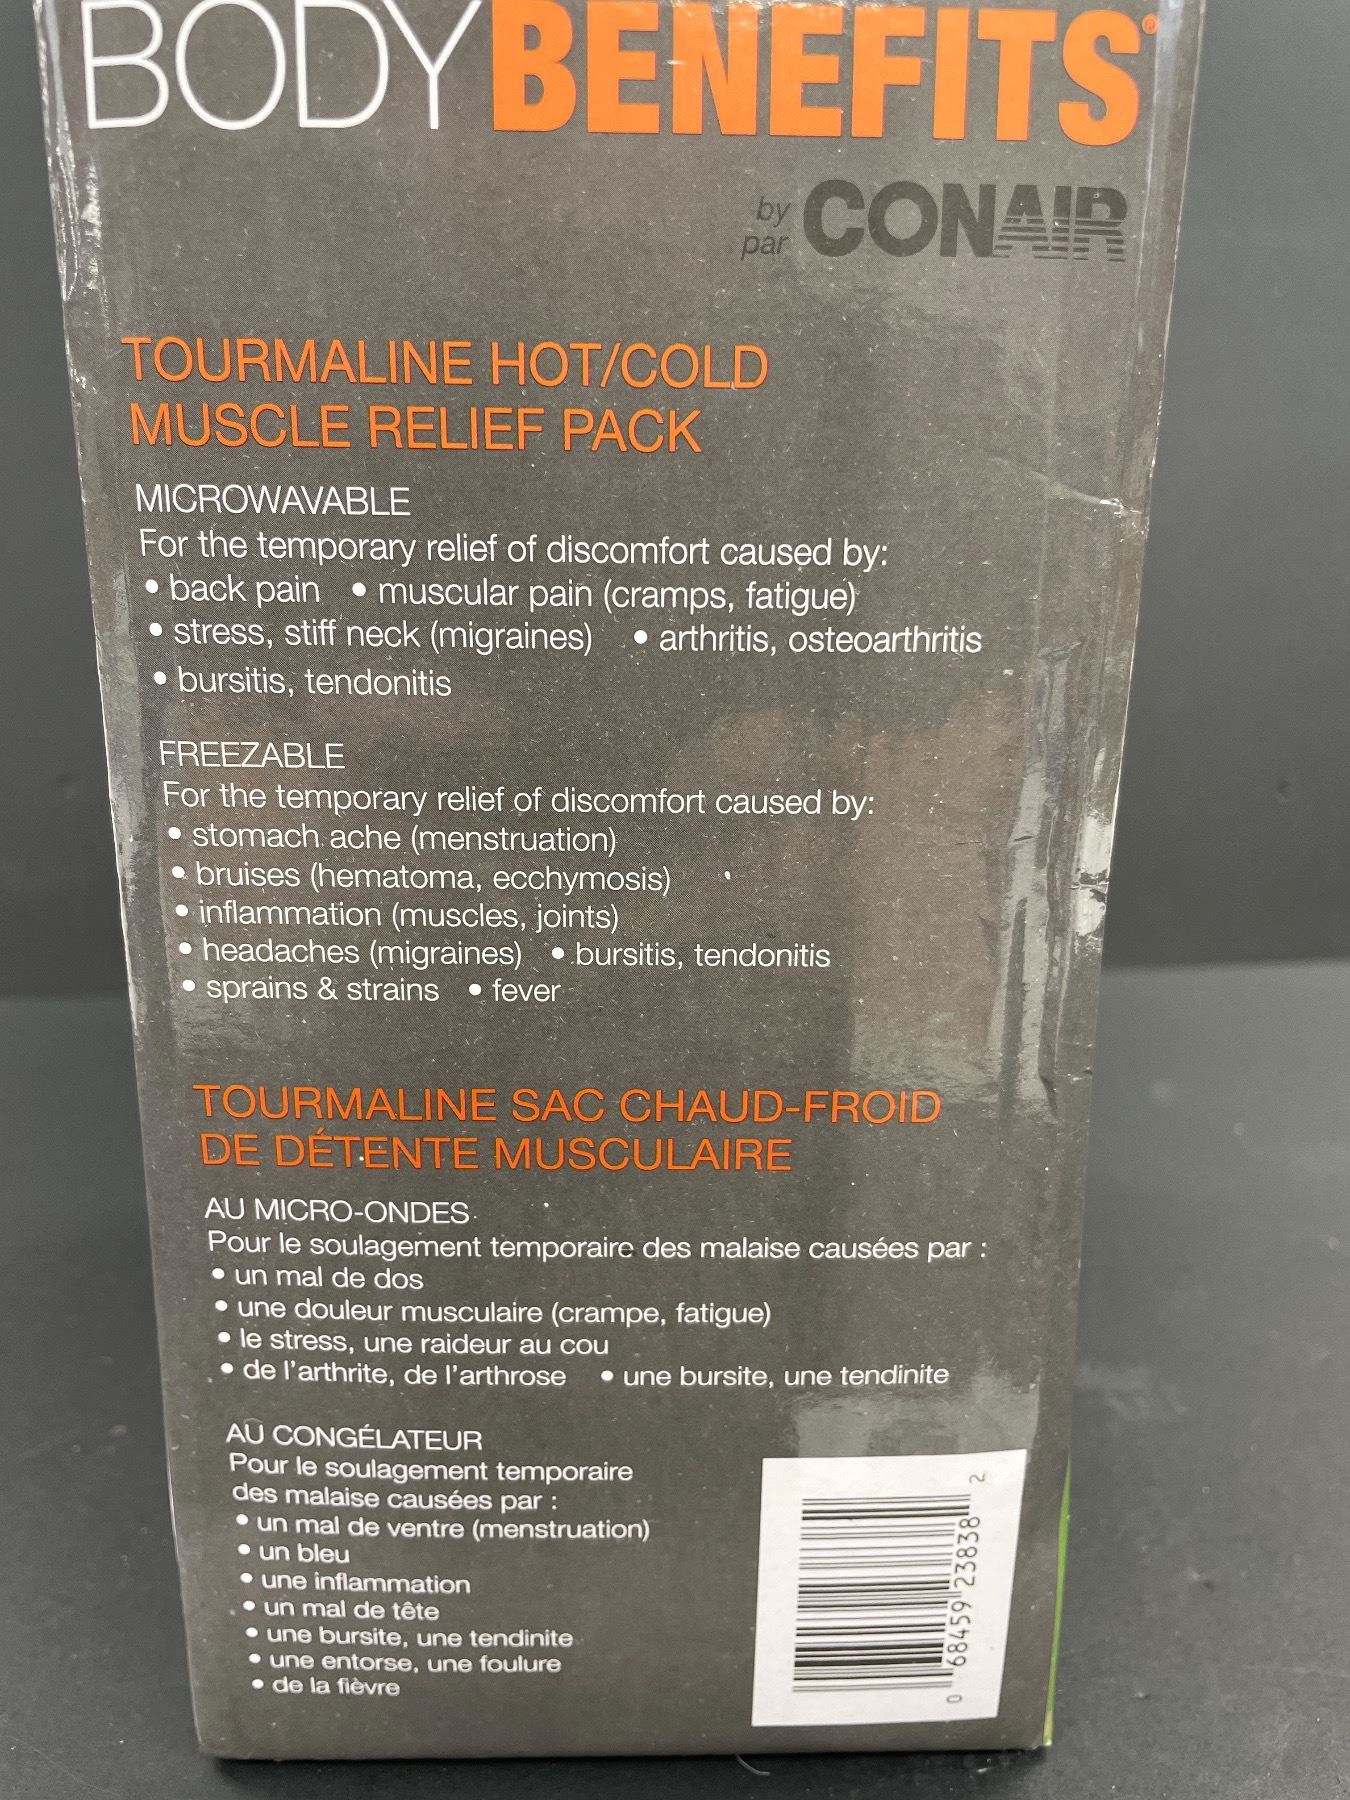 BODYBENEFITS®
by
par CONAIR
TOURMALINE HOT/COLD
MUSCLE RELIEF PACK
MICROWAVABLE
For the temporary relief of discomfort caused by:
• back pain • muscular pain (cramps, fatigue)
• stress, stiff neck (migraines) • arthritis, osteoarthritis
• bursitis, tendonitis
FREEZABLE
For the temporary relief of discomfort caused by:
• stomach ache (menstruation)
• bruises (hematoma, ecchymosis)
• inflammation (muscles, joints)
• headaches (migraines) • bursitis, tendonitis
• sprains & strains • fever
TOURMALINE SAC CHAUD-FROID
DE DÉTENTE MUSCULAIRE
AU MICRO-ONDES
Pour le soulagement temporaire des malaise causées par :
• un mal de dos
• une douleur musculaire (crampe, fatigue)
• le stress, une raideur au cou
• de l'arthrite, de l'arthrose • une bursite, une tendinite
AU CONGÉLATEUR
Pour le soulagement temporaire
des malaise causées par :
• un mal de ventre (menstruation)
• un bleu
• une inflammation
• un mal de tête
• une bursite, une tendinite
• une entorse, une foulure
• de la fièvre
0 68459 23838 2